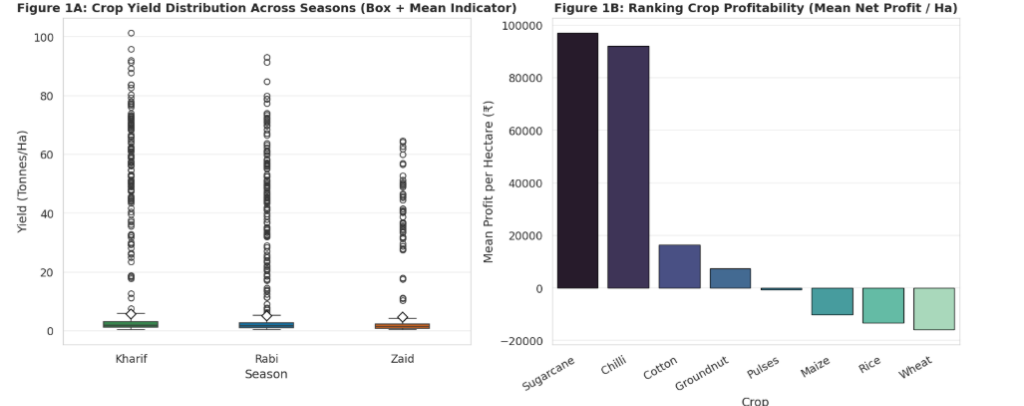 Figure 1A: Crop Yield Distribution Across Seasons (Box + Mean Indicator)
100
80
60
40
20
0
Yield (Tonnes/Ha)
Kharif
Rabi
Zaid
Season
Figure 1B: Ranking Crop Profitability (Mean Net Profit / Ha)
100000
80000
60000
40000
20000
0
−20000
Mean Profit per Hectare (₹)
Sugarcane
Chilli
Cotton
Groundnut
Pulses
Maize
Rice
Wheat
Crop